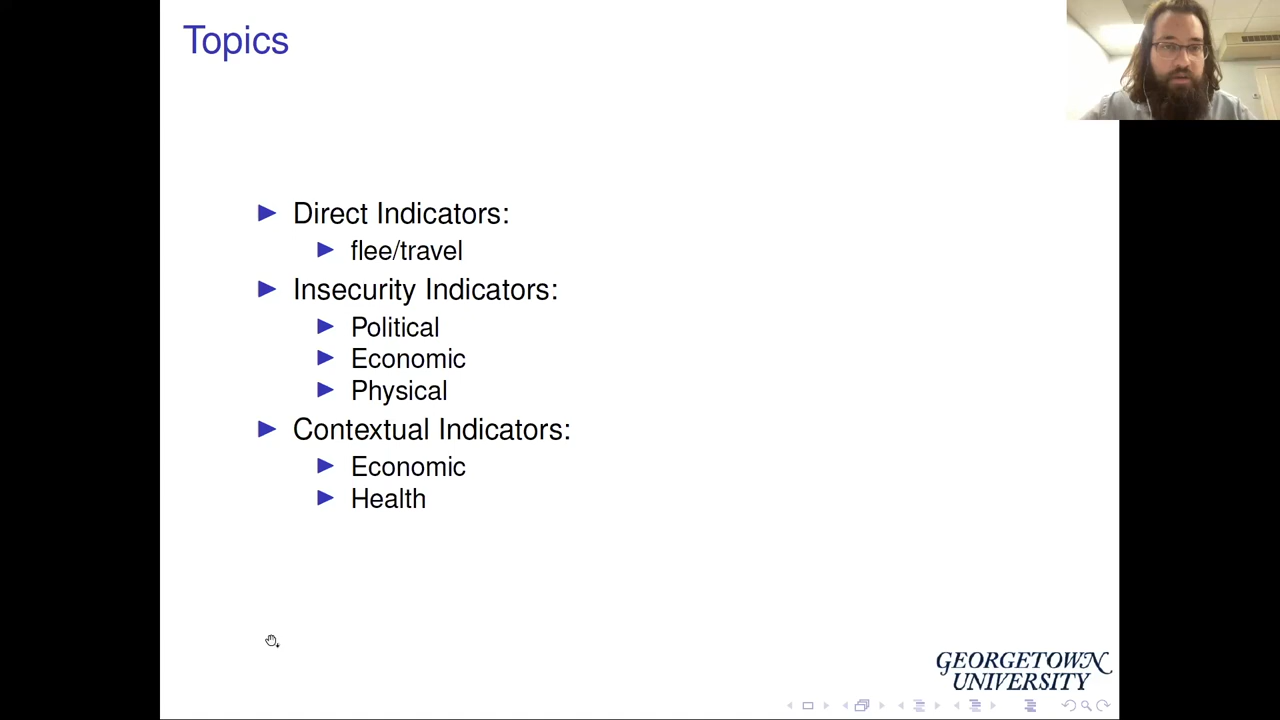 Topics
Direct Indicators:
flee/travel
Insecurity Indicators:
Political
Economic
Physical
Contextual Indicators:
Economic
Health
GEORGETOWN
UNIVERSITY